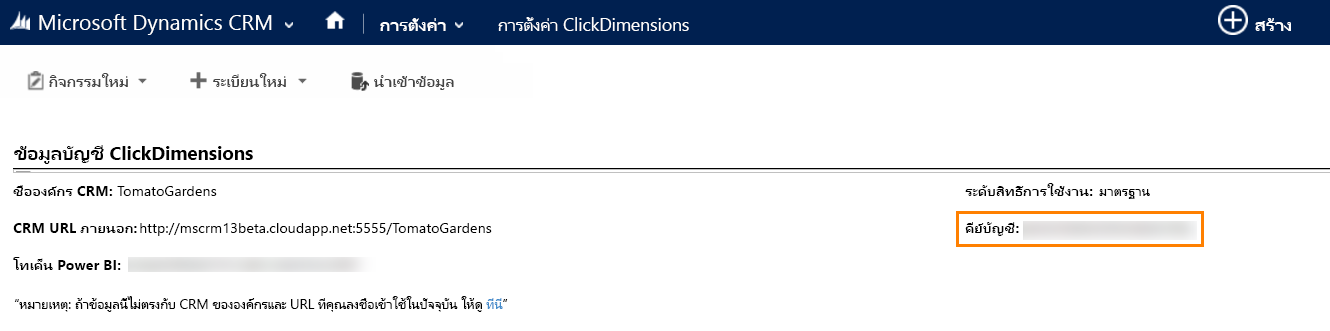 Microsoft Dynamics CRM การตั้งค่า การตั้งค่า ClickDimensions สร้าง
กิจกรรมใหม่ ระเบียนใหม่ นำเข้าข้อมูล
ข้อมูลบัญชี ClickDimensions
ชื่อองค์กร CRM: TomatoGardens ระดับสิทธิ์การใช้งาน: มาตรฐาน
CRM URL ภายนอก: http://mscrm13beta.cloudapp.net:5555/TomatoGardens คีย์บัญชี:
โทเค็น Power BI:
"หมายเหตุ: ถ้าข้อมูลนี้ไม่ตรงกับ CRM ขององค์กรและ URL ที่คุณลงชื่อเข้าใช้ในปัจจุบัน ให้ดู ที่นี่"